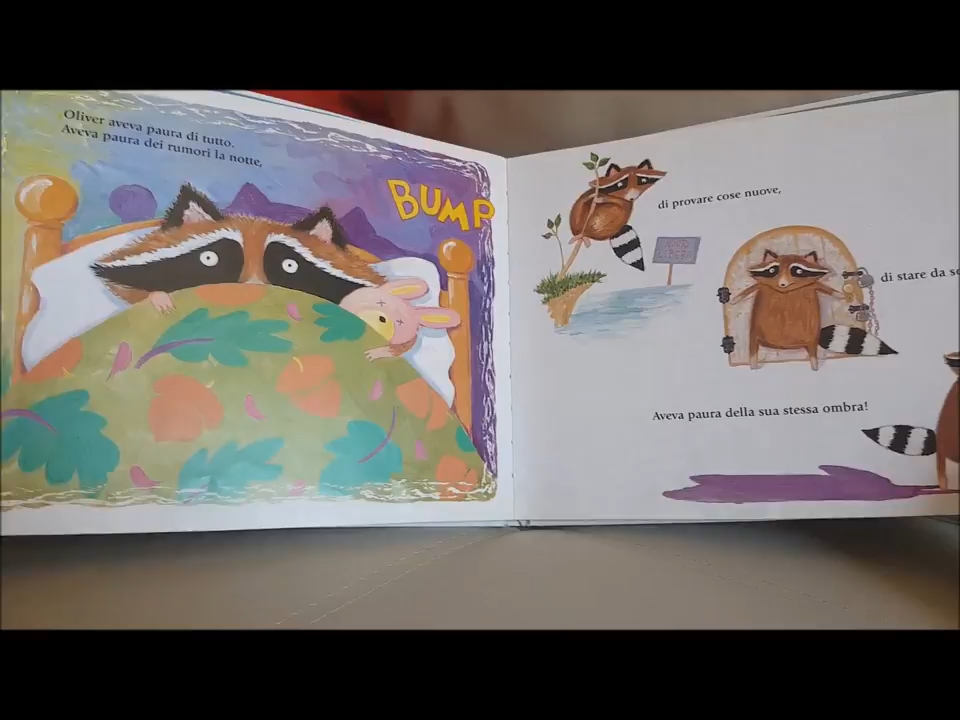 Oliver aveva paura di tutto.
Aveva paura dei rumori la notte,
BUMP
di provare cose nuove,
di stare da
Aveva paura della sua stessa ombra!